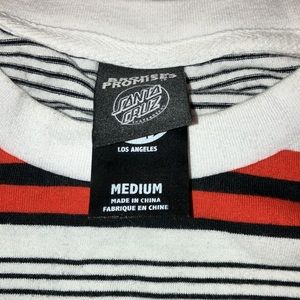 PROMISES
SANTA
CRUZ
LOS ANGELES
MEDIUM
MADE IN CHINA
FABRIQUE EN CHINE